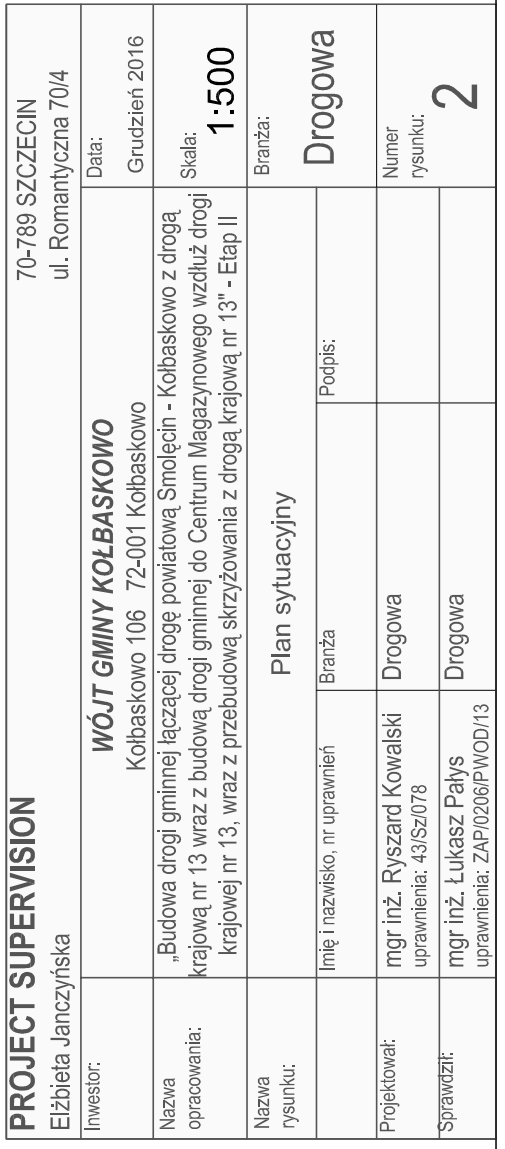 PROJECT SUPERVISION
70-789 SZCZECIN
Elżbieta Janczyńska
ul. Romantyczna 70/4
Inwestor:
WÓJT GMINY KOŁBASKOWO
Kołbaskowo 106 72-001 Kołbaskowo
Data:
Grudzień 2016
Nazwa
opracowania:
„Budowa drogi gminnej łączącej drogę powiatową Smolęcin - Kołbaskowo z drogą
krajową nr 13 wraz z budową drogi gminnej do Centrum Magazynowego wzdłuż drogi
krajowej nr 13, wraz z przebudową skrzyżowania z drogą krajową nr 13" - Etap II
Skala:
1:500
Nazwa
rysunku:
Plan sytuacyjny
Branża:
Drogowa
Imię i nazwisko, nr uprawnień
Branża
Podpis:
Projektował:
mgr inż. Ryszard Kowalski
uprawnienia: 43/Sz/078
Drogowa
Numer
rysunku:
2
Sprawdził:
mgr inż. Łukasz Pałys
uprawnienia: ZAP/0206/PWOD/13
Drogowa